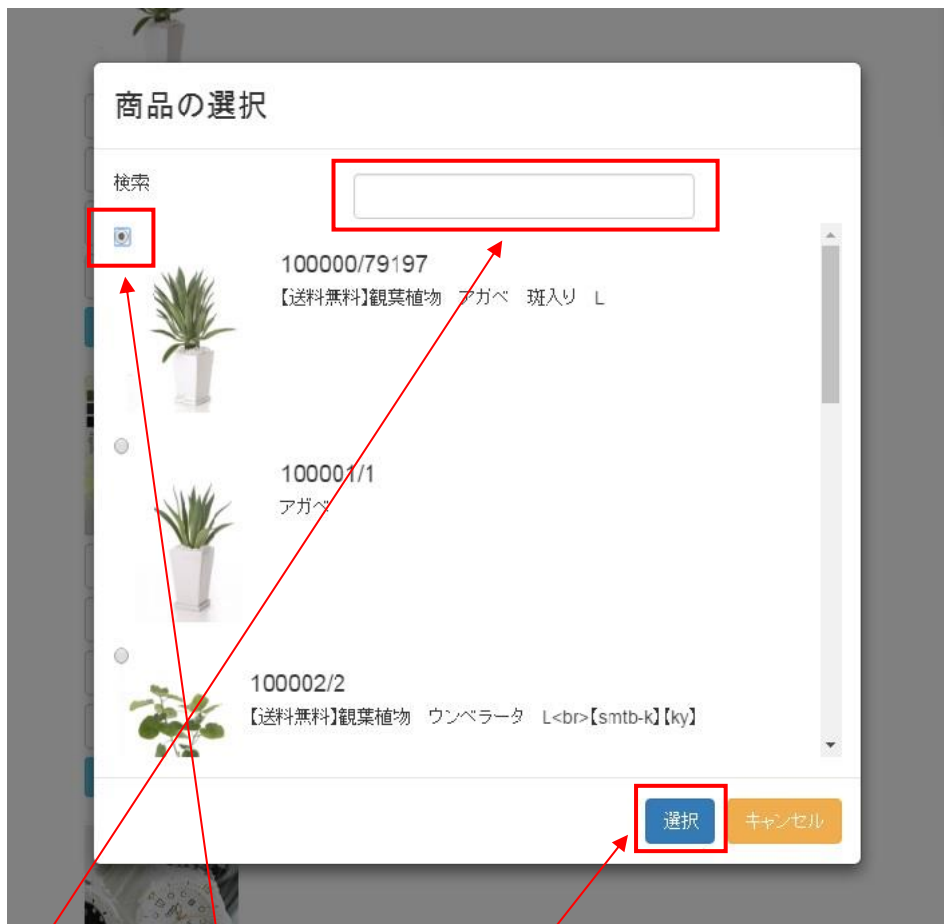 商品の選択
検索
100000/79197
【送料無料】観葉植物　アガベ　斑入り　L
100001/1
アガベ
100002/2
【送料無料】観葉植物　ウンベラータ　L<br>【smtb-k】【ky】
選択
キャンセル